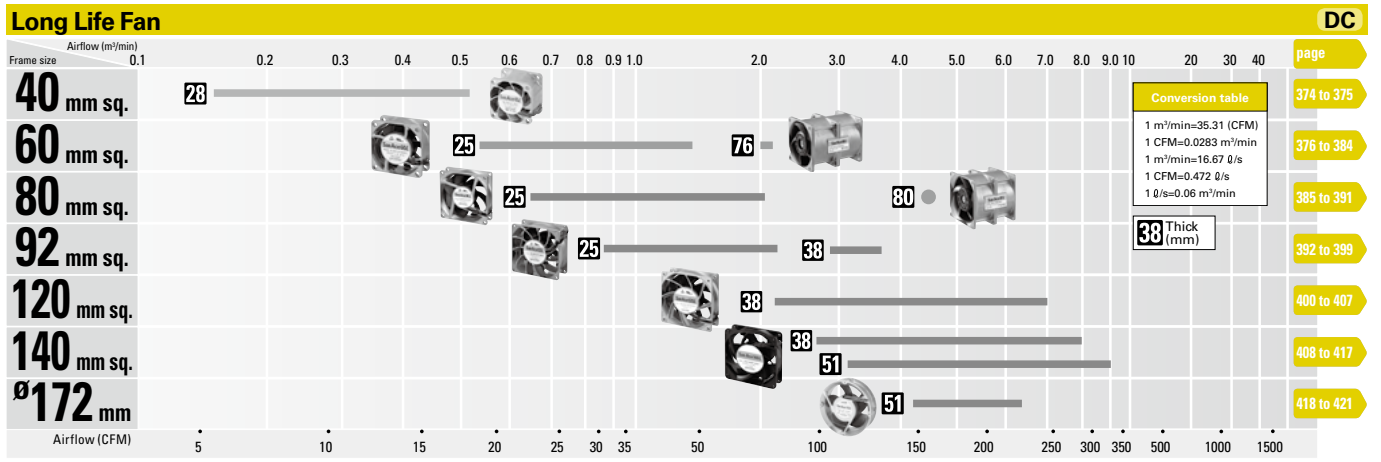 Long Life Fan DC
Airflow (m³/min)
Frame size 0.1 0.2 0.3 0.4 0.5 0.6 0.7 0.8 0.9 1.0 2.0 3.0 4.0 5.0 6.0 7.0 8.0 9.0 10 20 30 40 page
40 mm sq. 28 374 to 375
60 mm sq. 25 76 376 to 384
80 mm sq. 25 80 385 to 391
92 mm sq. 25 38 392 to 399
120 mm sq. 38 400 to 407
140 mm sq. 38 51 408 to 417
ø172 mm 51 418 to 421
Airflow (CFM) 5 10 15 20 25 30 35 50 100 150 200 250 300 350 500 1000 1500
Conversion table
1 m³/min=35.31 (CFM)
1 CFM=0.0283 m³/min
1 m³/min=16.67 ℓ/s
1 CFM=0.472 ℓ/s
1 ℓ/s=0.06 m³/min
38 Thick
(mm)